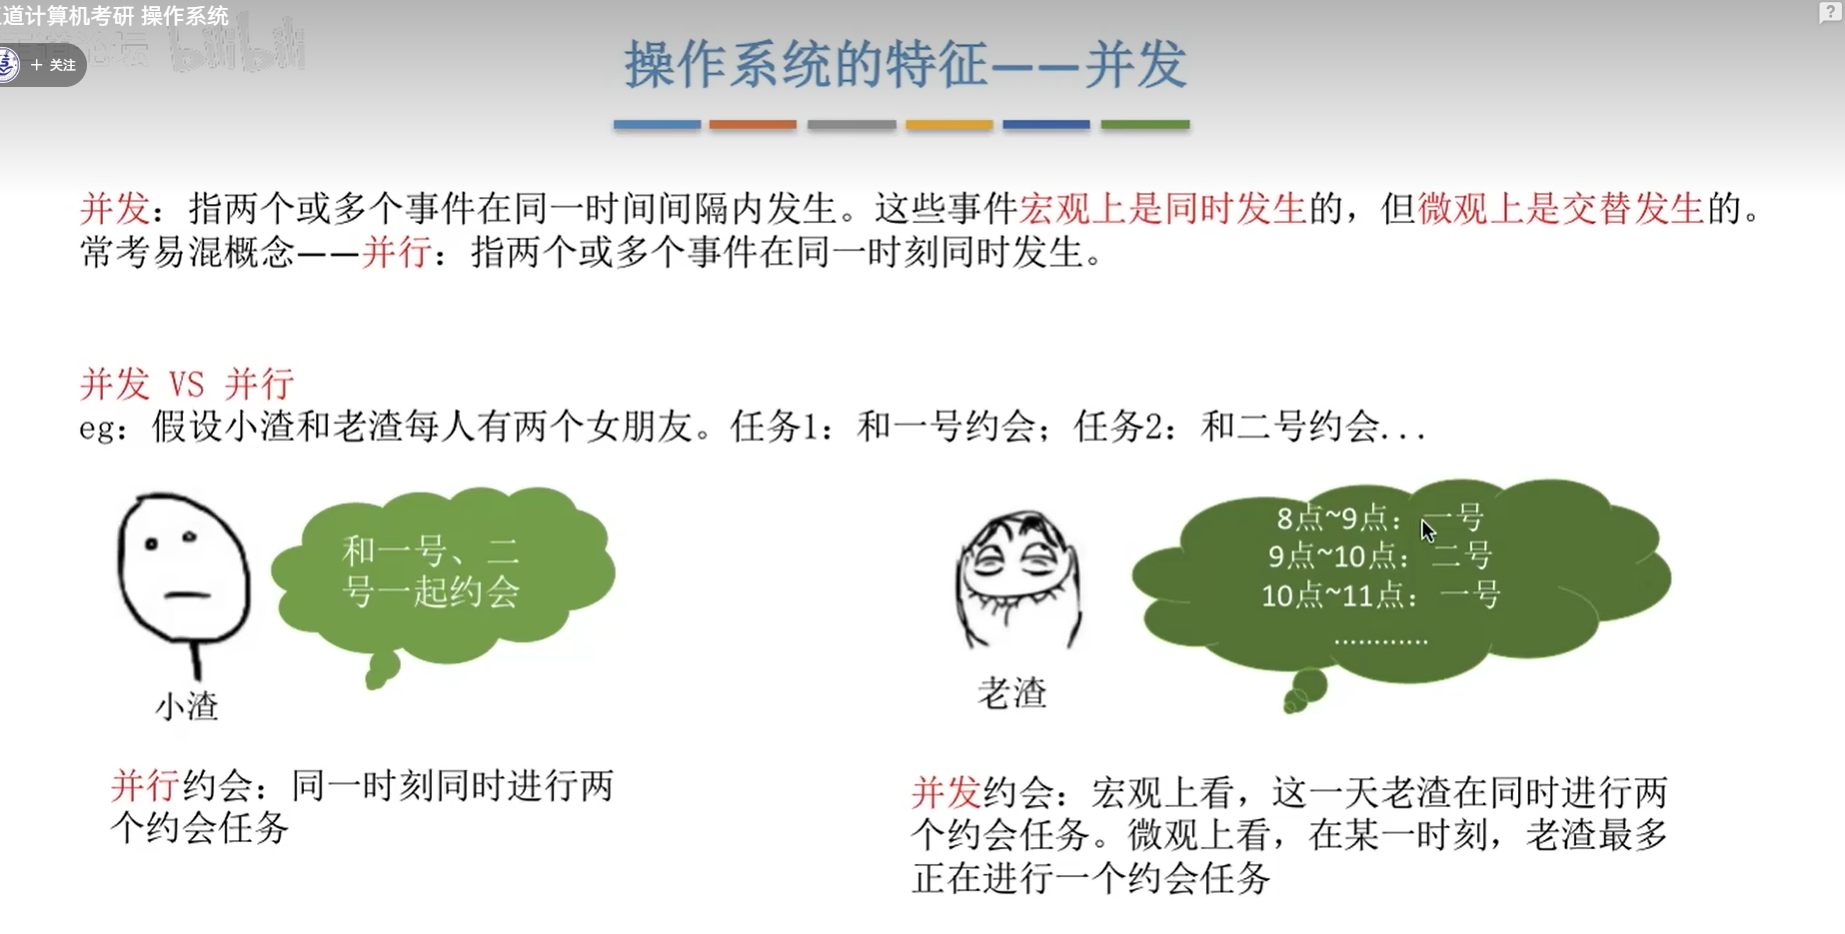 道计算机考研 操作系统
bilibili
+ 关注
操作系统的特征——并发
并发：指两个或多个事件在同一时间间隔内发生。这些事件宏观上是同时发生的，但微观上是交替发生的。
常考易混概念——并行：指两个或多个事件在同一时刻同时发生。
并发 VS 并行
eg：假设小渣和老渣每人有两个女朋友。任务1：和一号约会；任务2：和二号约会...
和一号、二
号一起约会
小渣
8点~9点：一号
9点~10点：二号
10点~11点：一号
…………
老渣
并行约会：同一时刻同时进行两
个约会任务
并发约会：宏观上看，这一天老渣在同时进行两
个约会任务。微观上看，在某一时刻，老渣最多
正在进行一个约会任务